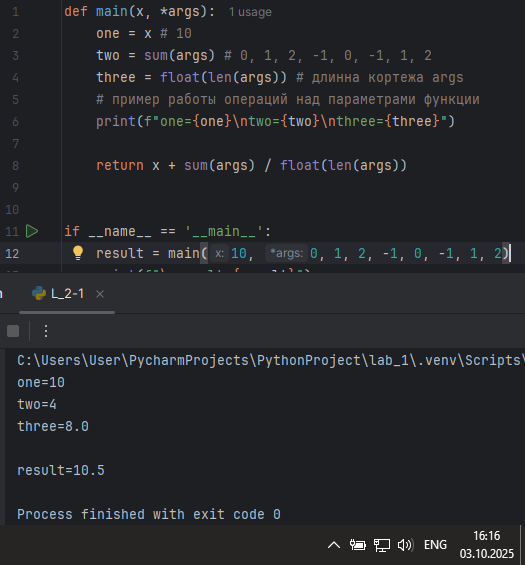 1 def main(x, *args): 1 usage
2 one = x # 10
3 two = sum(args) # 0, 1, 2, -1, 0, -1, 1, 2
4 three = float(len(args)) # длинна кортежа args
5 # пример работы операций над параметрами функции
6 print(f"one={one}\ntwo={two}\nthree={three}")
7
8 return x + sum(args) / float(len(args))
9
10
11 if __name__ == '__main__':
12 result = main( x: 10, *args: 0, 1, 2, -1, 0, -1, 1, 2)
L_2-1 ×
C:\Users\User\PycharmProjects\PythonProject\lab_1\.venv\Scripts\
one=10
two=4
three=8.0
result=10.5
Process finished with exit code 0
ENG 16:16
03.10.2025